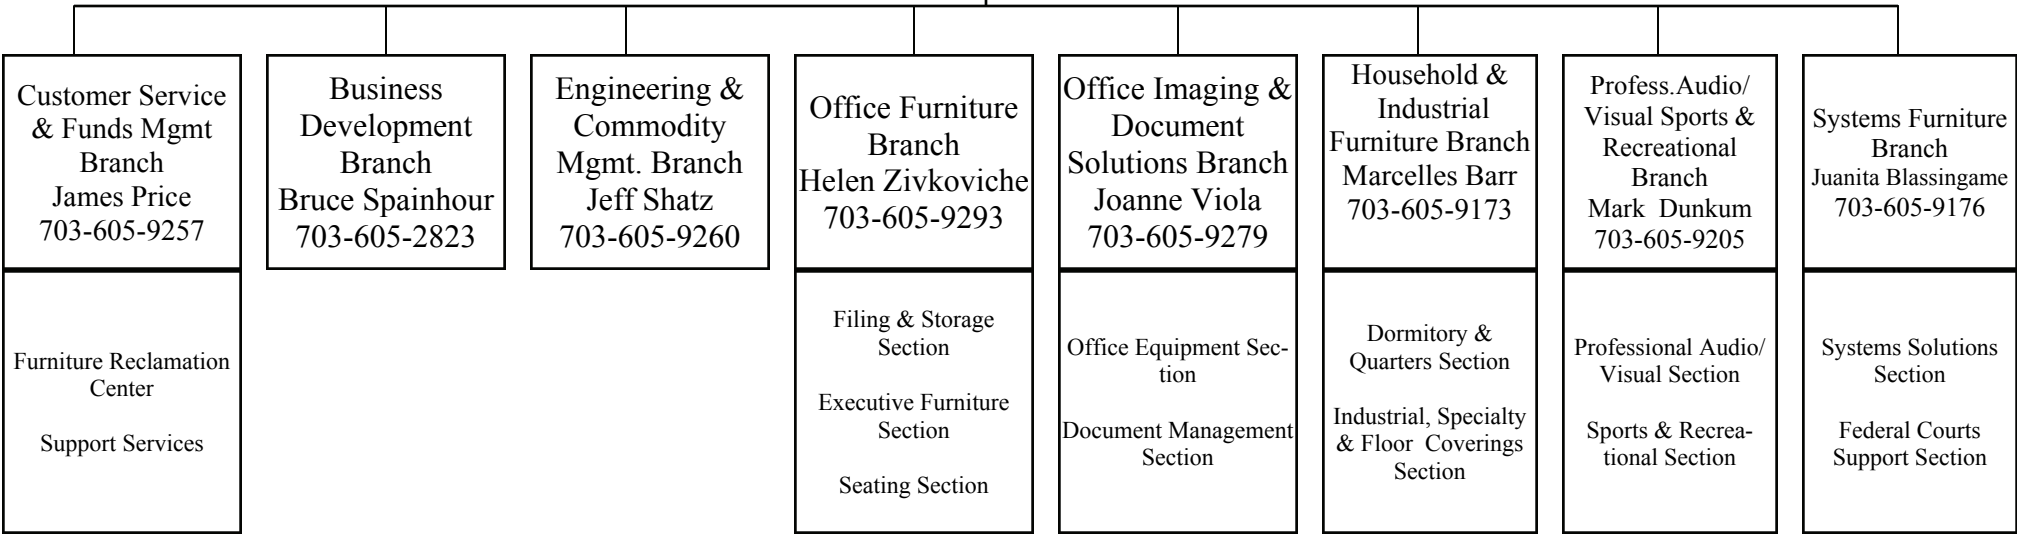 Customer Service
& Funds Mgmt
Branch
James Price
703-605-9257
Business
Development
Branch
Bruce Spainhour
703-605-2823
Engineering &
Commodity
Mgmt. Branch
Jeff Shatz
703-605-9260
Office Furniture
Branch
Helen Zivkoviche
703-605-9293
Office Imaging &
Document
Solutions Branch
Joanne Viola
703-605-9279
Household &
Industrial
Furniture Branch
Marcelles Barr
703-605-9173
Profess.Audio/
Visual Sports &
Recreational
Branch
Mark Dunkum
703-605-9205
Systems Furniture
Branch
Juanita Blassingame
703-605-9176
Furniture Reclamation
Center
Support Services
Filing & Storage
Section
Executive Furniture
Section
Seating Section
Office Equipment Sec-
tion
Document Management
Section
Dormitory &
Quarters Section
Industrial, Specialty
& Floor Coverings
Section
Professional Audio/
Visual Section
Sports & Recrea-
tional Section
Systems Solutions
Section
Federal Courts
Support Section